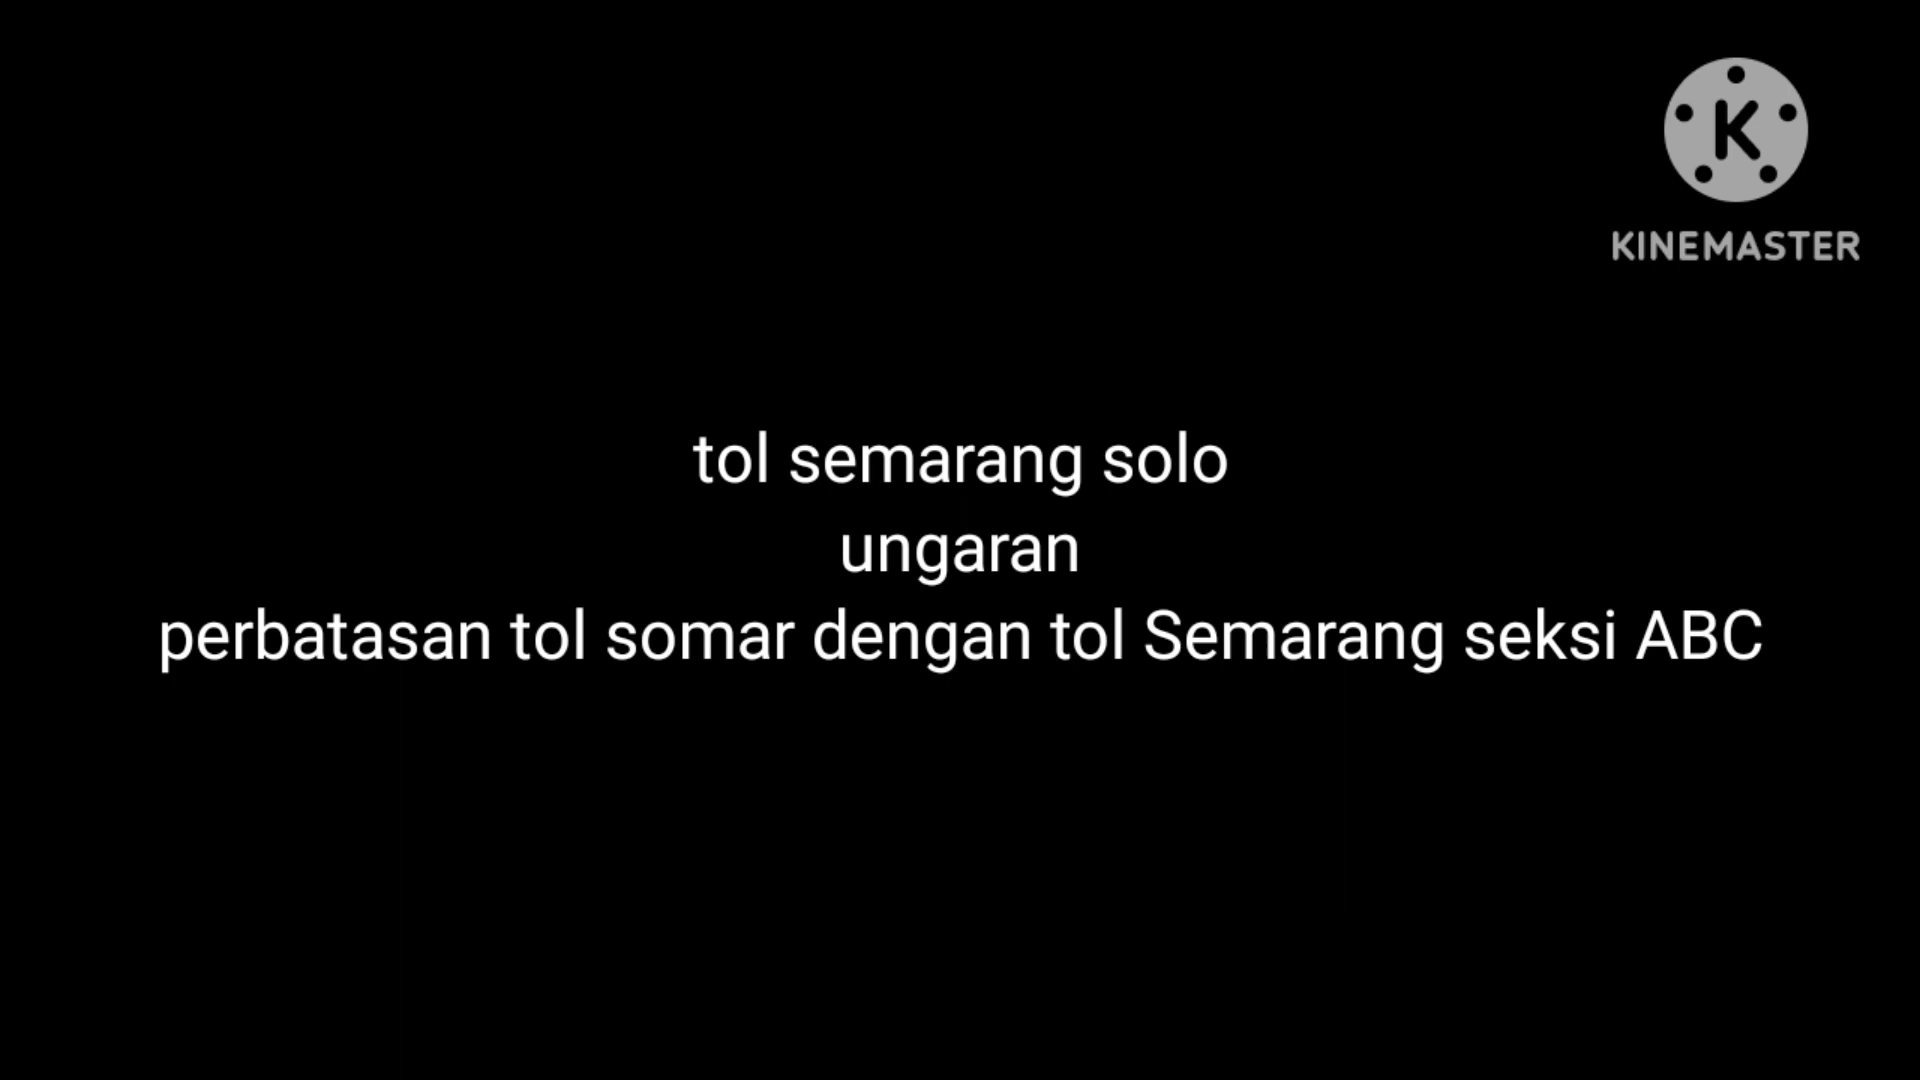 K
KINEMASTER
tol semarang solo
ungaran
perbatasan tol somar dengan tol Semarang seksi ABC